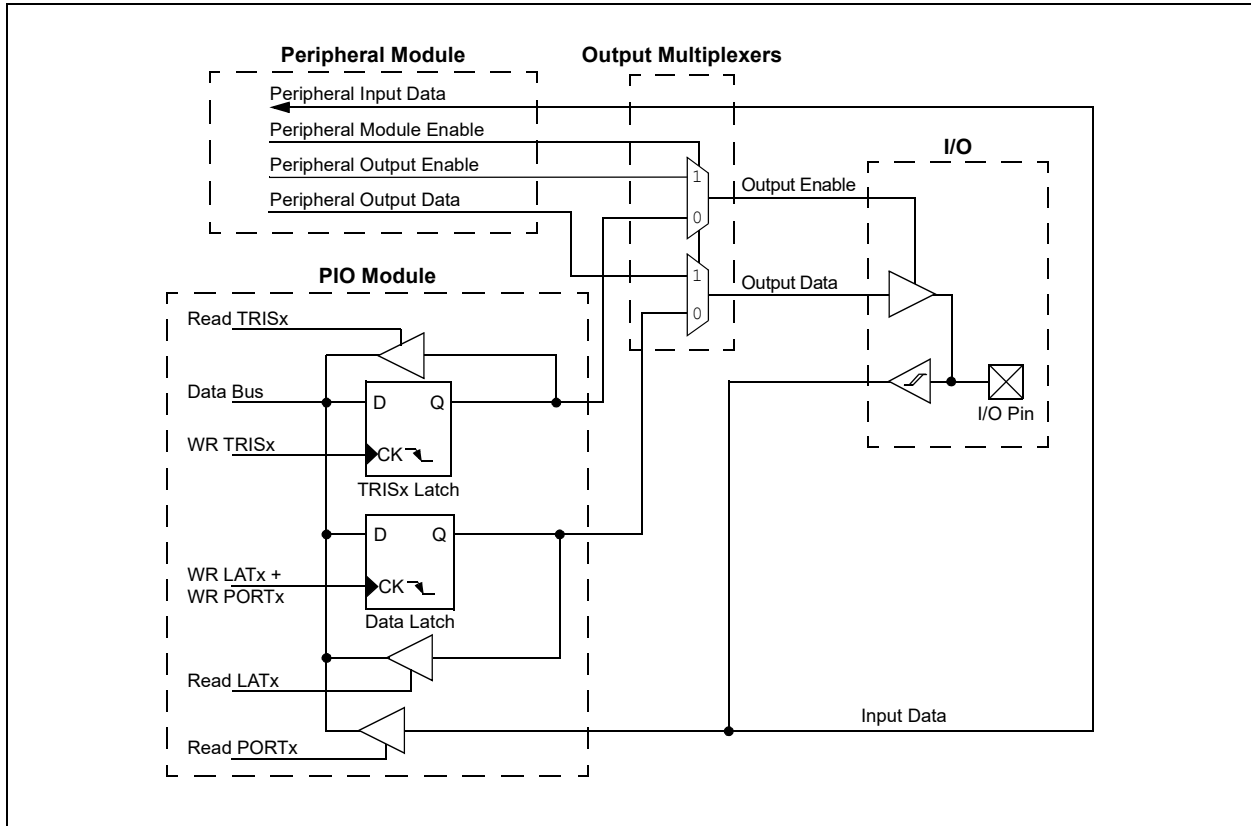 Peripheral Module
Output Multiplexers
Peripheral Input Data
Peripheral Module Enable
Peripheral Output Enable
Peripheral Output Data
1
0
Output Enable
1
0
Output Data
I/O
I/O Pin
PIO Module
Read TRISx
Data Bus
D Q
WR TRISx
CK
TRISx Latch
D Q
WR LATx +
WR PORTx
CK
Data Latch
Read LATx
Read PORTx
Input Data